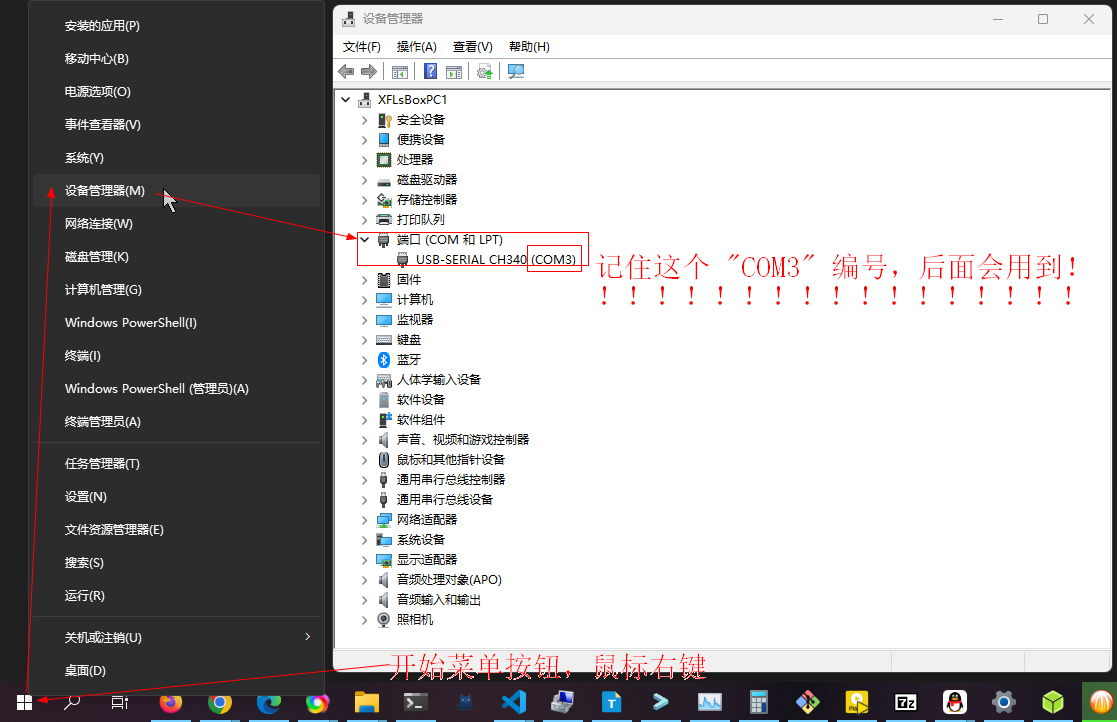 安装的应用(P)
移动中心(B)
电源选项(O)
事件查看器(V)
系统(Y)
设备管理器(M)
网络连接(W)
磁盘管理(K)
计算机管理(G)
Windows PowerShell(I)
终端(I)
Windows PowerShell (管理员)(A)
终端管理员(A)
任务管理器(T)
设置(N)
文件资源管理器(E)
搜索(S)
运行(R)
关机或注销(U)
桌面(D)
设备管理器
文件(F) 操作(A) 查看(V) 帮助(H)
XFLsBoxPC1
安全设备
便携设备
处理器
磁盘驱动器
存储控制器
打印队列
端口 (COM 和 LPT)
USB-SERIAL CH340 (COM3)
固件
计算机
监视器
键盘
蓝牙
人体学输入设备
软件设备
软件组件
声音、视频和游戏控制器
鼠标和其他指针设备
通用串行总线控制器
通用串行总线设备
网络适配器
系统设备
显示适配器
音频处理对象(APO)
音频输入和输出
照相机
记住这个 "COM3" 编号，后面会用到！
！！！！！！！！！！！！！！！！！
开始菜单按钮，鼠标右键